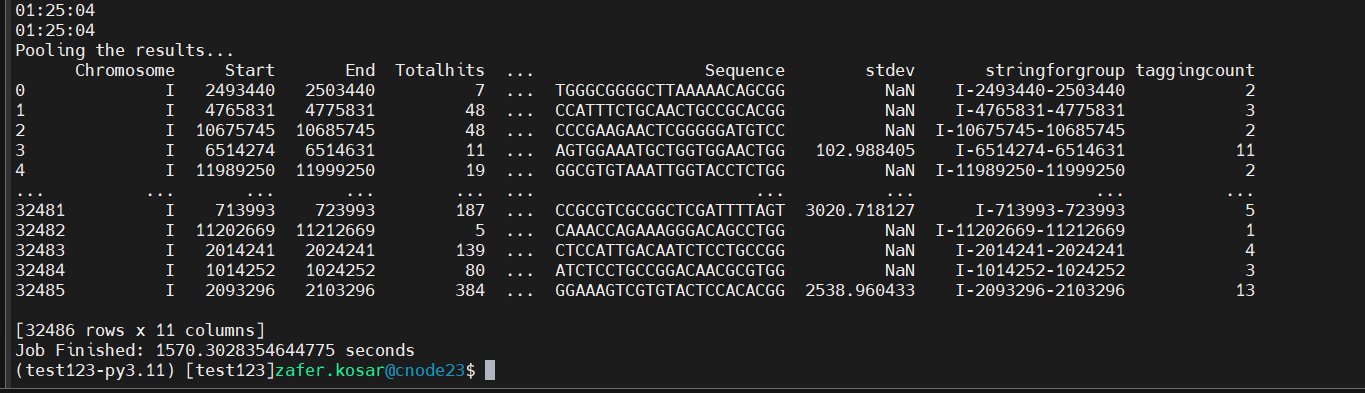 01:25:04
01:25:04
Pooling the results...
      Chromosome     Start       End  Totalhits  ...                 Sequence        stdev       stringforgroup taggingcount
0              I   2493440   2503440          7  ...  TGGGCGGGGCTTAAAAACAGCGG          NaN    I-2493440-2503440            2
1              I   4765831   4775831         48  ...  CCATTTCTGCAACTGCCGCACGG          NaN    I-4765831-4775831            3
2              I  10675745  10685745         48  ...  CCCGAAGAACTCGGGGGATGTCC          NaN  I-10675745-10685745            2
3              I   6514274   6514631         11  ...  AGTGGAAATGCTGGTGGAACTGG   102.988405    I-6514274-6514631           11
4              I  11989250  11999250         19  ...  GGCGTGTAAATTGGTACCTCTGG          NaN  I-11989250-11999250            2
...          ...       ...       ...        ...  ...                      ...          ...                  ...          ...
32481          I    713993    723993        187  ...  CCGCGTCGCGGCTCGATTTTAGT  3020.718127      I-713993-723993            5
32482          I  11202669  11212669          5  ...  CAAACCAGAAAGGGACAGCCTGG          NaN  I-11202669-11212669            1
32483          I   2014241   2024241        139  ...  CTCCATTGACAATCTCCTGCCGG          NaN    I-2014241-2024241            4
32484          I   1014252   1024252         80  ...  ATCTCCTGCCGGACAACGCGTGG          NaN    I-1014252-1024252            3
32485          I   2093296   2103296        384  ...  GGAAAGTCGTGTACTCCACACGG  2538.960433    I-2093296-2103296           13
[32486 rows x 11 columns]
Job Finished: 1570.3028354644775 seconds
(test123-py3.11) [test123]zafer.kosar@cnode23$